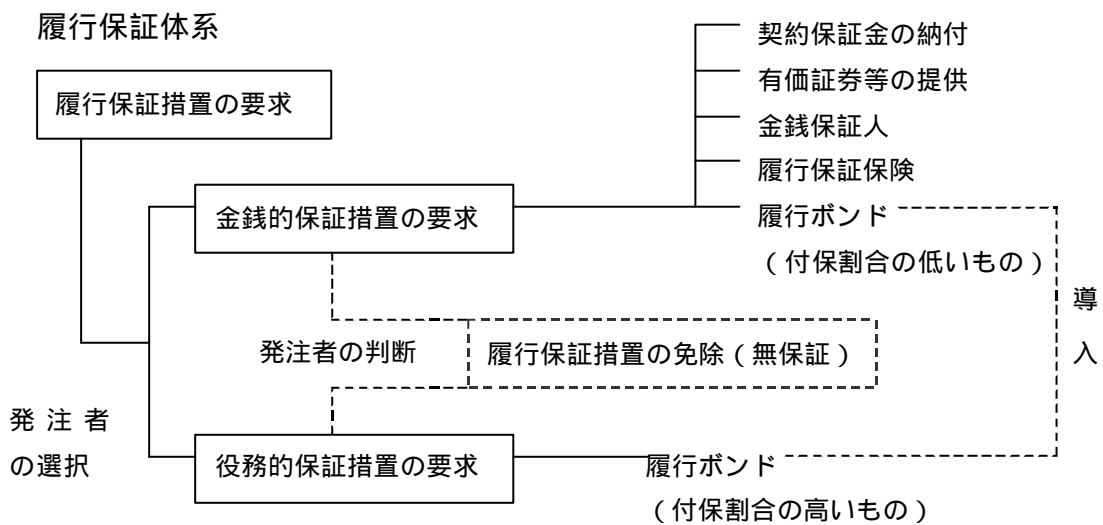 履行保証体系
契約保証金の納付
履行保証措置の要求
有価証券等の提供
金銭保証人
履行保証保険
金銭的保証措置の要求
履行ボンド
（付保割合の低いもの）
導入
発注者の判断
履行保証措置の免除（無保証）
発注者
の選択
役務的保証措置の要求
履行ボンド
（付保割合の高いもの）